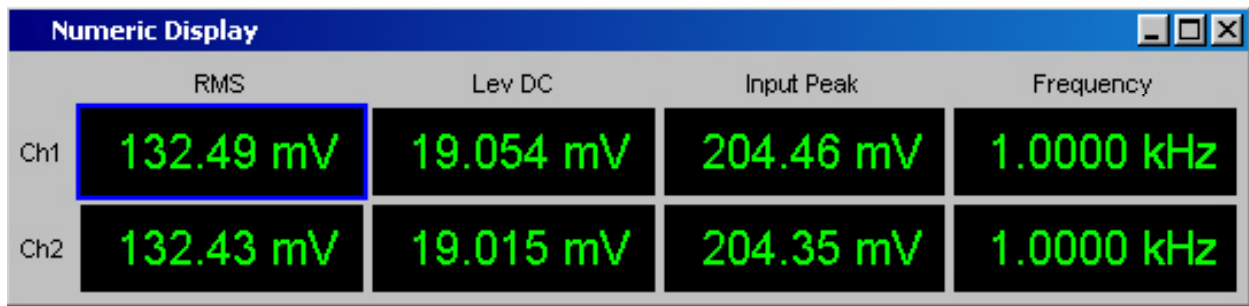 Numeric Display
RMS Lev DC Input Peak Frequency
Ch1 132.49 mV 19.054 mV 204.46 mV 1.0000 kHz
Ch2 132.43 mV 19.015 mV 204.35 mV 1.0000 kHz